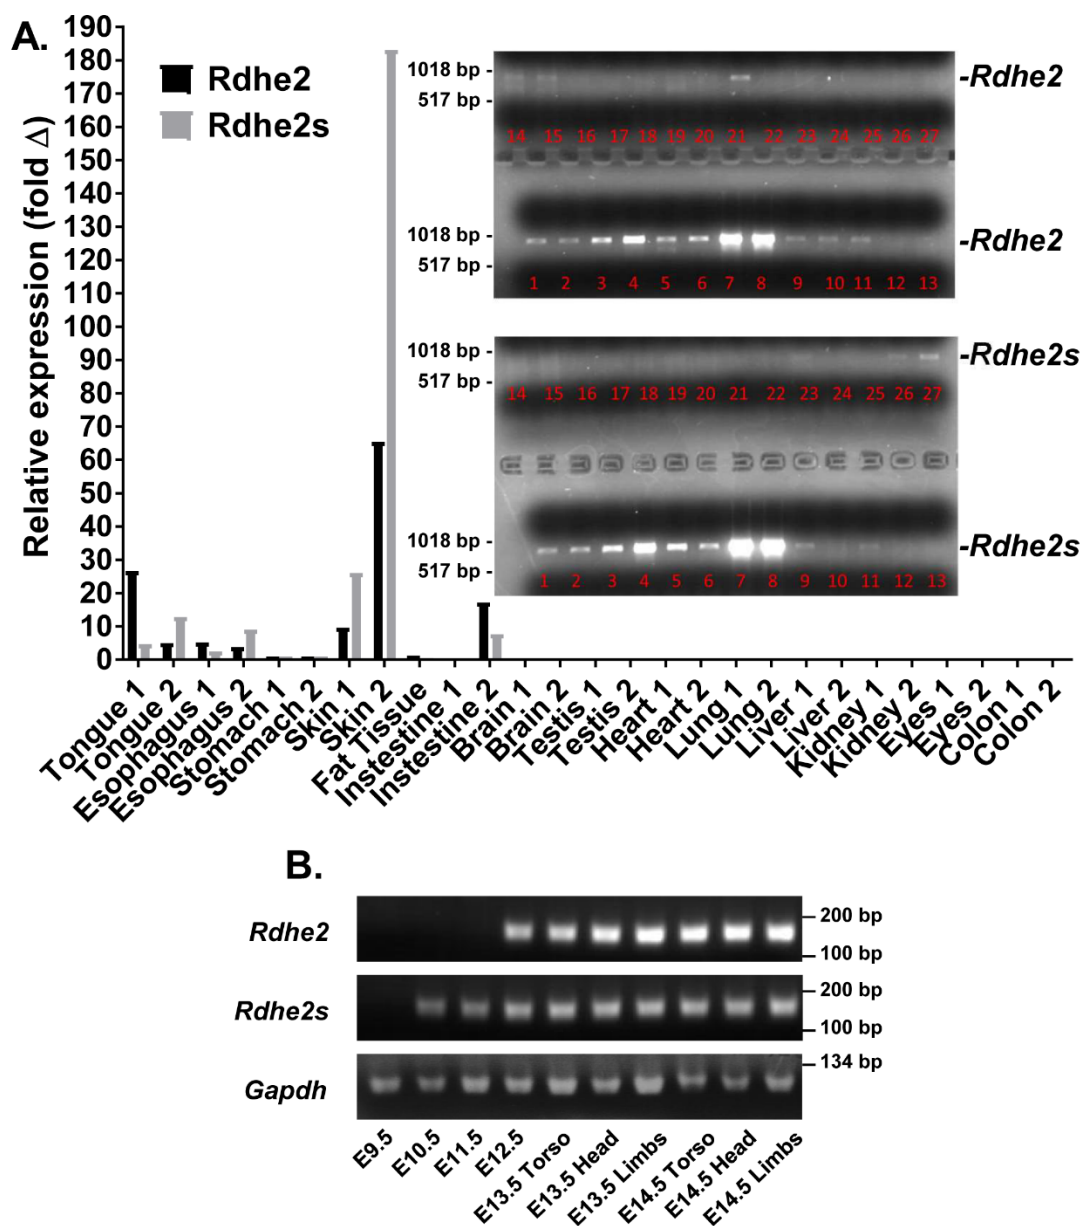 A.
Relative expression (fold Δ)
190
180
170
160
150
140
130
120
110
100
90
80
70
60
50
40
30
20
10
0
Rdhe2
Rdhe2s
1018 bp -
517 bp -
-Rdhe2
14 15 16 17 18 19 20 21 22 23 24 25 26 27
1018 bp -
517 bp -
-Rdhe2
1 2 3 4 5 6 7 8 9 10 11 12 13
1018 bp -
517 bp -
-Rdhe2s
14 15 16 17 18 19 20 21 22 23 24 25 26 27
1018 bp -
517 bp -
-Rdhe2s
1 2 3 4 5 6 7 8 9 10 11 12 13
Tongue 1
Tongue 2
Esophagus 1
Esophagus 2
Stomach 1
Stomach 2
Skin 1
Skin 2
Fat Tissue
Instestine 1
Instestine 2
Brain 1
Brain 2
Testis 1
Testis 2
Heart 1
Heart 2
Lung 1
Lung 2
Liver 1
Liver 2
Kidney 1
Kidney 2
Eyes 1
Eyes 2
Colon 1
Colon 2
B.
Rdhe2
200 bp
100 bp
Rdhe2s
200 bp
100 bp
Gapdh
134 bp
E9.5
E10.5
E11.5
E12.5
E13.5 Torso
E13.5 Head
E13.5 Limbs
E14.5 Torso
E14.5 Head
E14.5 Limbs